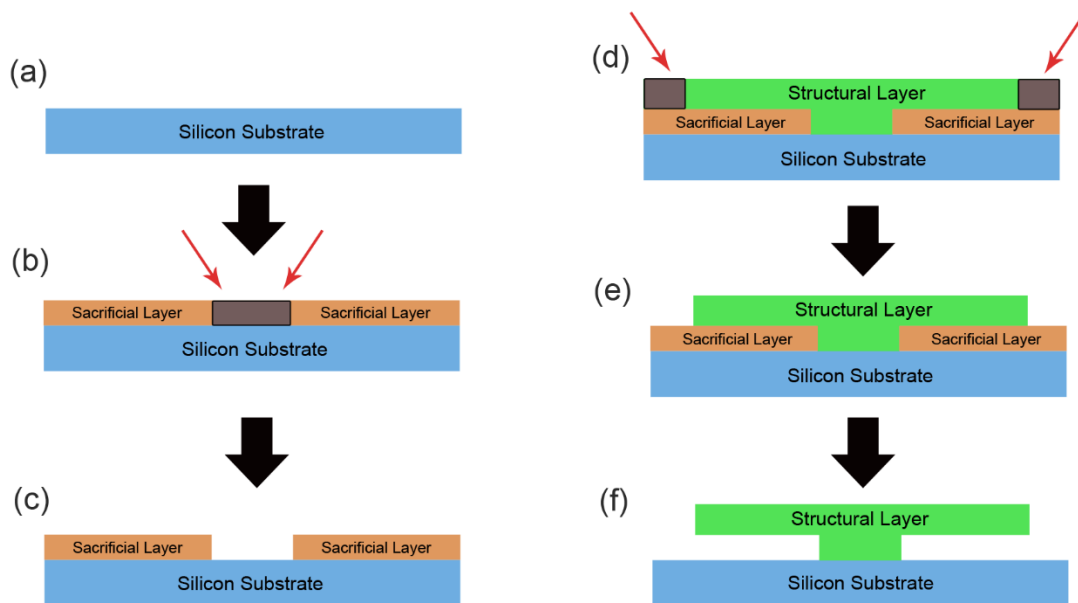 (a)
Silicon Substrate
(b)
Sacrificial Layer Sacrificial Layer
Silicon Substrate
(c)
Sacrificial Layer Sacrificial Layer
Silicon Substrate
(d)
Structural Layer
Sacrificial Layer Sacrificial Layer
Silicon Substrate
(e)
Structural Layer
Sacrificial Layer Sacrificial Layer
Silicon Substrate
(f)
Structural Layer
Silicon Substrate